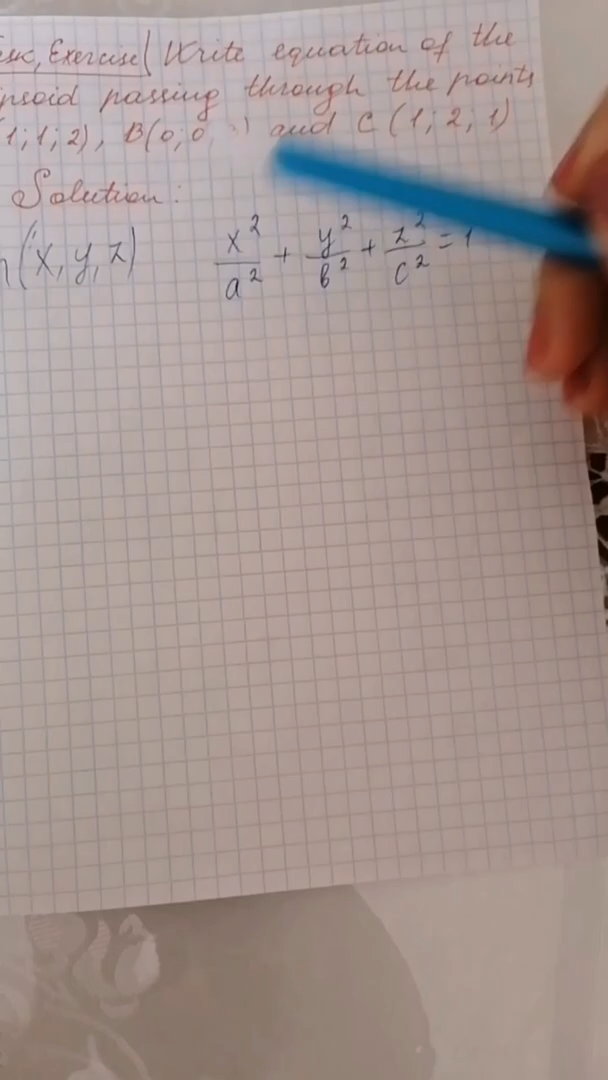 Exercise/ Write equation of the
passing through the points
1; 1; 2), B(0; 0 ) and C (1; 2; 1)
Solution:
(x, y, z) x²/a² + y²/b² + z²/c² = 1